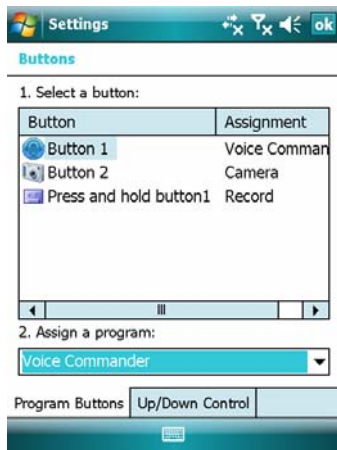 Settings
ok
Buttons
1. Select a button:
Button Assignment
Button 1 Voice Comman
Button 2 Camera
Press and hold button1 Record
2. Assign a program:
Voice Commander
Program Buttons Up/Down Control